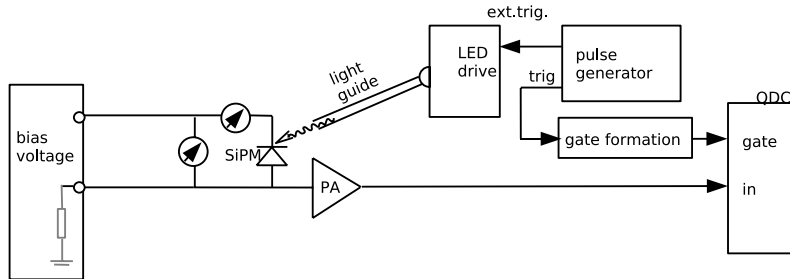 ext.trig.
LED
drive
pulse
generator
trig
light
guide
QDC
bias
voltage
SiPM
gate formation
gate
PA
in